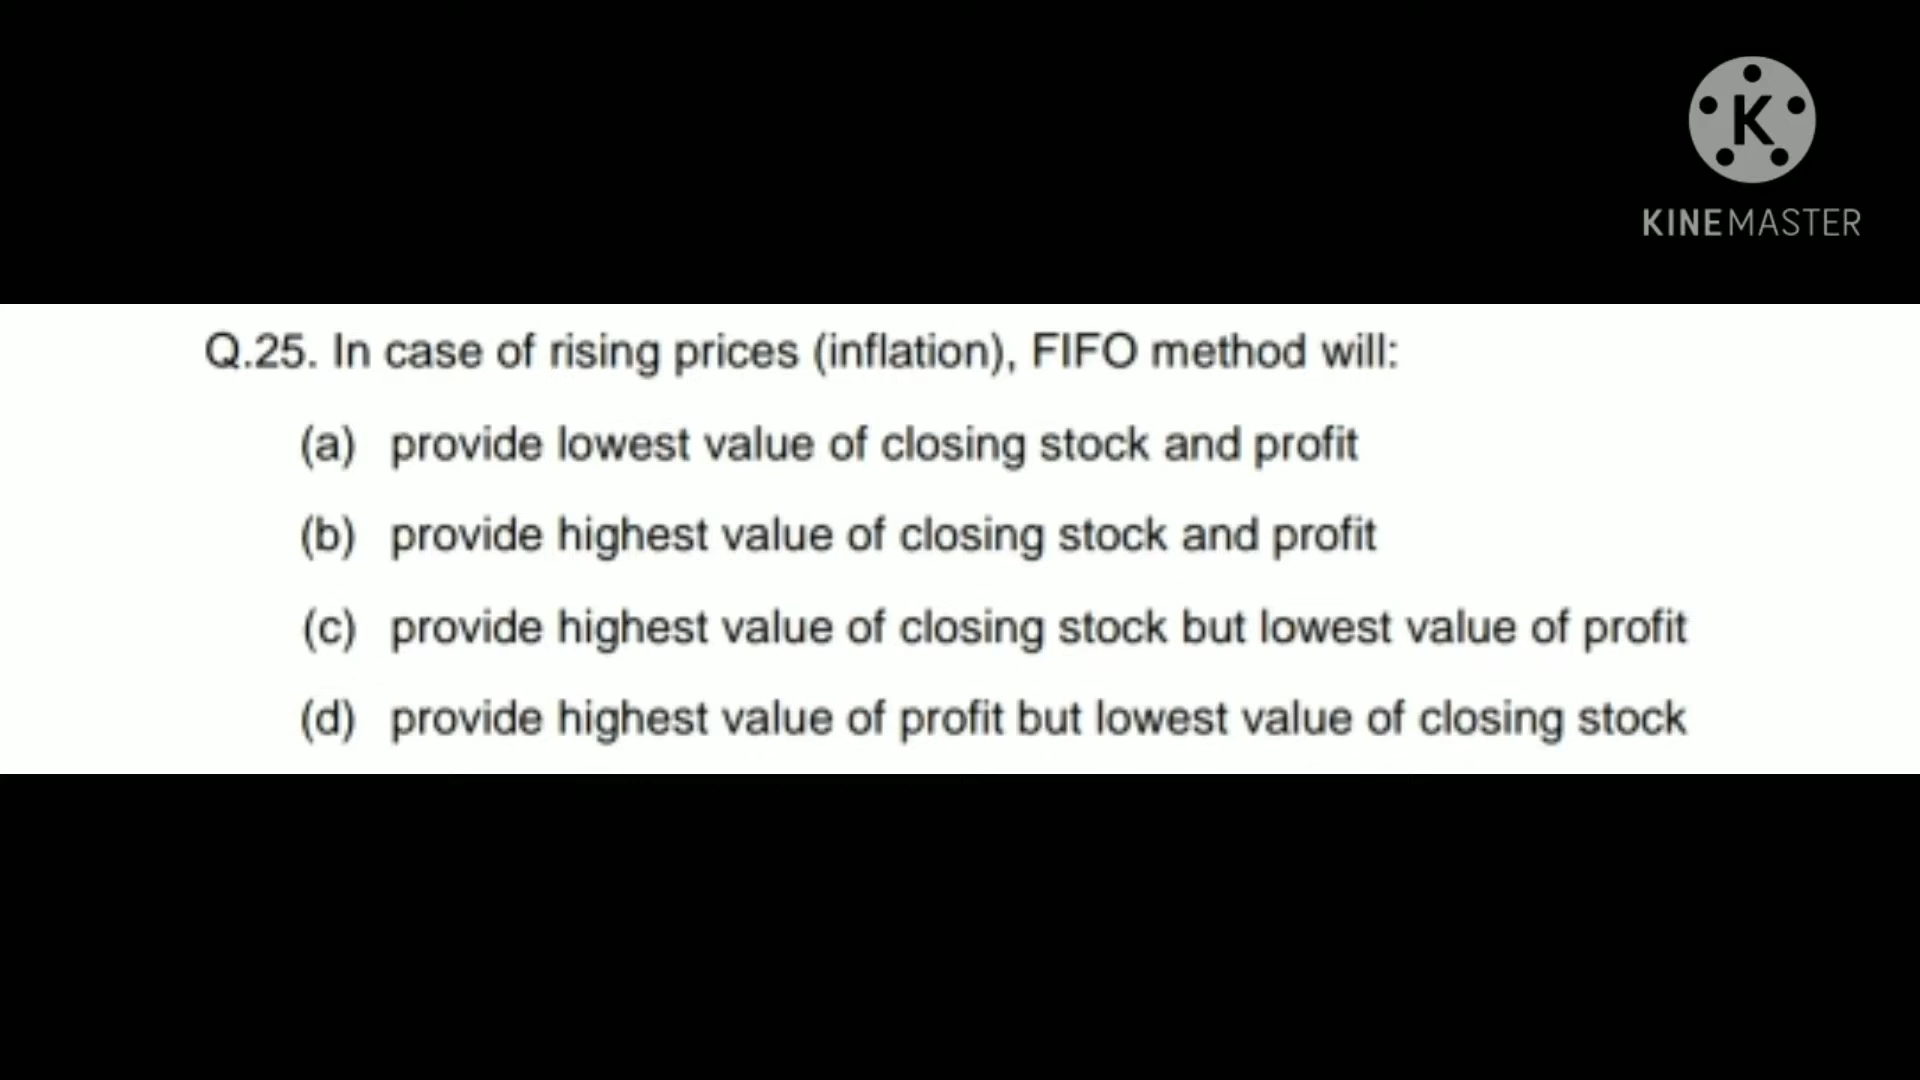 K
KINEMASTER
Q.25. In case of rising prices (inflation), FIFO method will:
(a) provide lowest value of closing stock and profit
(b) provide highest value of closing stock and profit
(c) provide highest value of closing stock but lowest value of profit
(d) provide highest value of profit but lowest value of closing stock